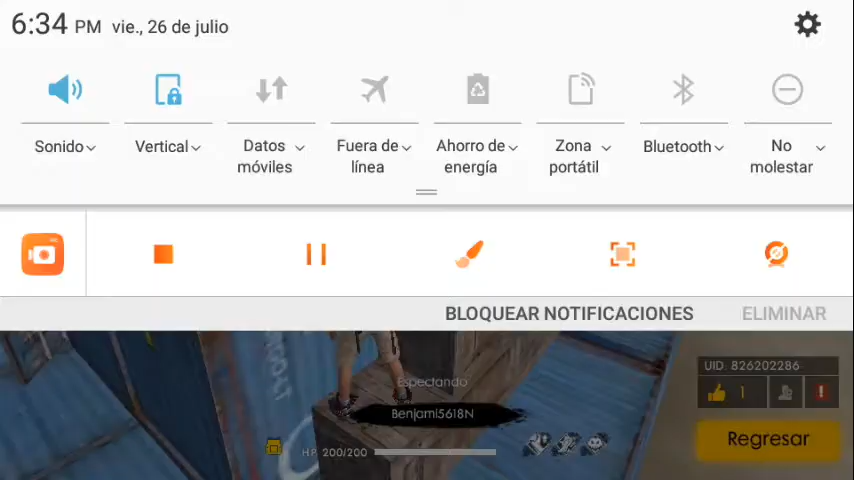 6:34 PM vie., 26 de julio
Sonido
Vertical
Datos móviles
Fuera de línea
Ahorro de energía
Zona portátil
Bluetooth
No molestar
BLOQUEAR NOTIFICACIONES
ELIMINAR
UID: 826202286
1
Espectando
Benjami5618N
HP 200/200
Regresar